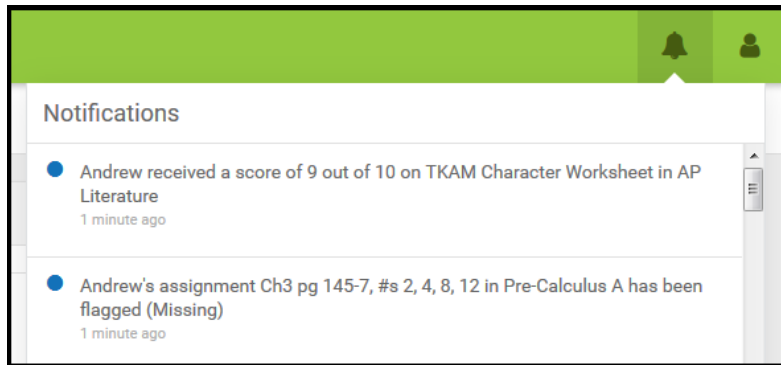 Notifications
Andrew received a score of 9 out of 10 on TKAM Character Worksheet in AP
Literature
1 minute ago
Andrew's assignment Ch3 pg 145-7, #s 2, 4, 8, 12 in Pre-Calculus A has been
flagged (Missing)
1 minute ago